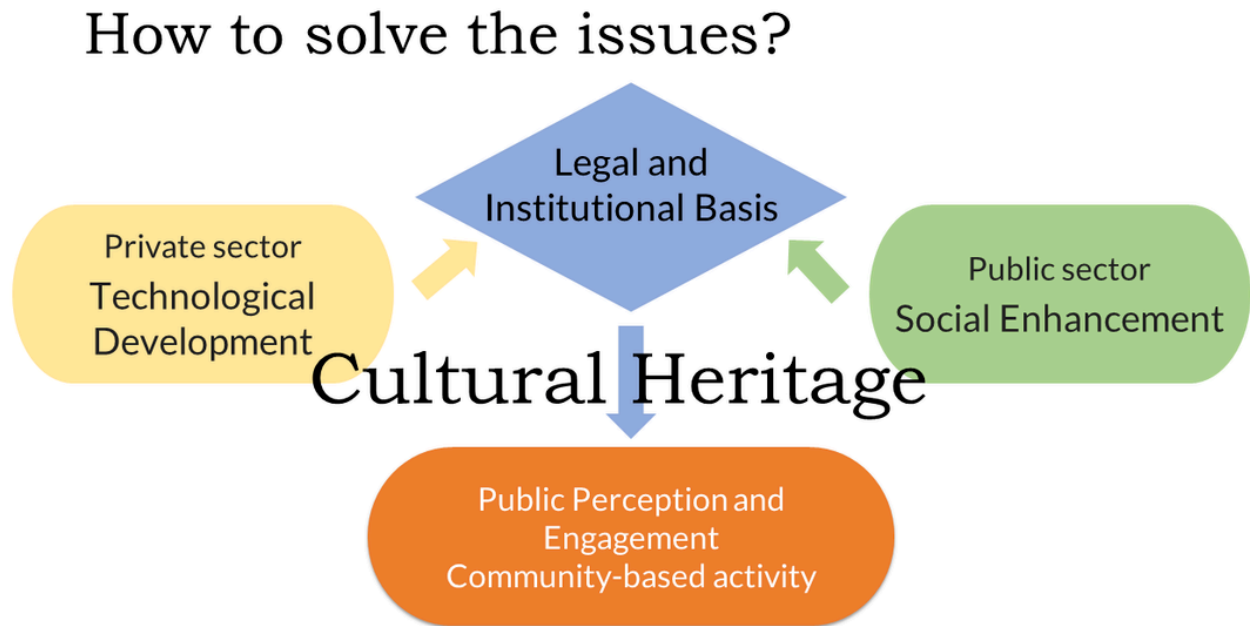 How to solve the issues?
Legal and
Institutional Basis
Private sector
Technological
Development
Public sector
Social Enhancement
Cultural Heritage
Public Perception and
Engagement
Community-based activity